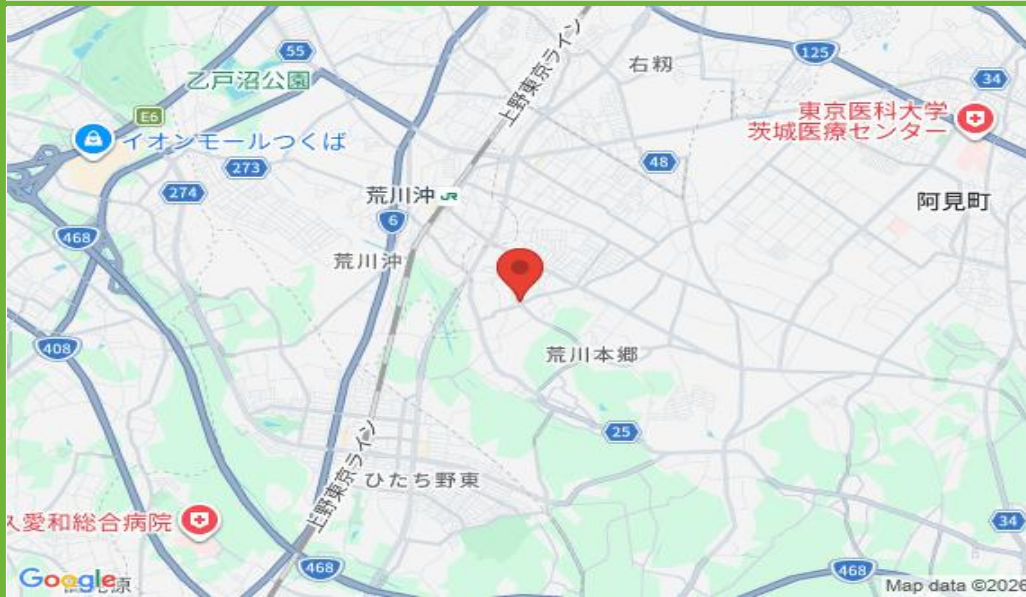 55
125
右籾
34
乙戸沼公園
上野東京ライン
東京医科大学
茨城医療センター
E6
イオンモールつくば
273
48
274
荒川沖 JR
阿見町
6
468
荒川沖
408
荒川本郷
25
ひたち野東
上野東京ライン
久愛和総合病院
34
468
468
Google
原
Map data ©2026